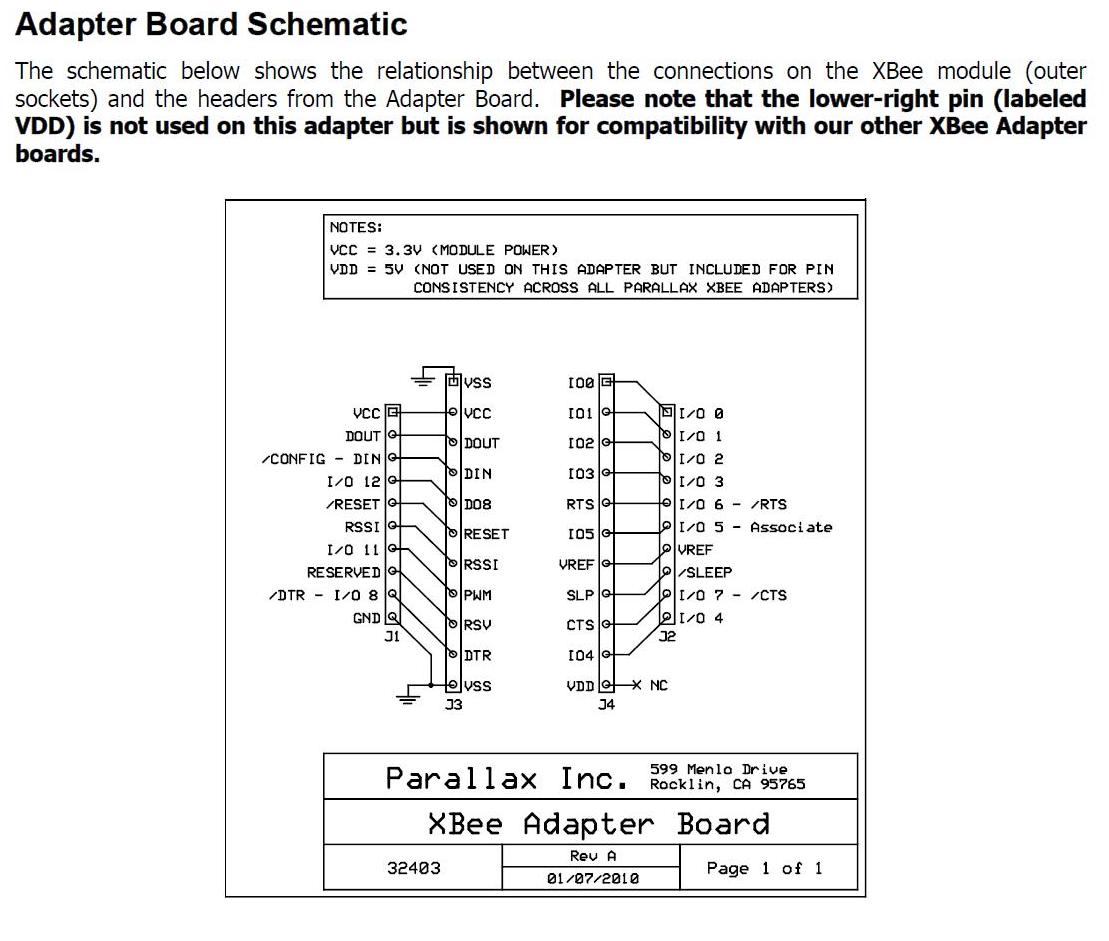 Adapter Board Schematic
The schematic below shows the relationship between the connections on the XBee module (outer
sockets) and the headers from the Adapter Board. Please note that the lower-right pin (labeled
VDD) is not used on this adapter but is shown for compatibility with our other XBee Adapter
boards.
NOTES:
VCC = 3.3V (MODULE POWER)
VDD = 5V (NOT USED ON THIS ADAPTER BUT INCLUDED FOR PIN
CONSISTENCY ACROSS ALL PARALLAX XBEE ADAPTERS)
VCC
DOUT
/CONFIG - DIN
I/O 12
/RESET
RSSI
I/O 11
RESERVED
/DTR - I/O 8
GND
J1
VSS
VCC
DOUT
DIN
DO8
RESET
RSSI
PWM
RSV
DTR
VSS
J3
IO0
IO1
IO2
IO3
RTS
IO5
VREF
SLP
CTS
IO4
VDD
J4
NC
I/O 0
I/O 1
I/O 2
I/O 3
I/O 6 - /RTS
I/O 5 - Associate
VREF
/SLEEP
I/O 7 - /CTS
I/O 4
J2
Parallax Inc.
599 Menlo Drive
Rocklin, CA 95765
XBee Adapter Board
32403
Rev A
01/07/2010
Page 1 of 1